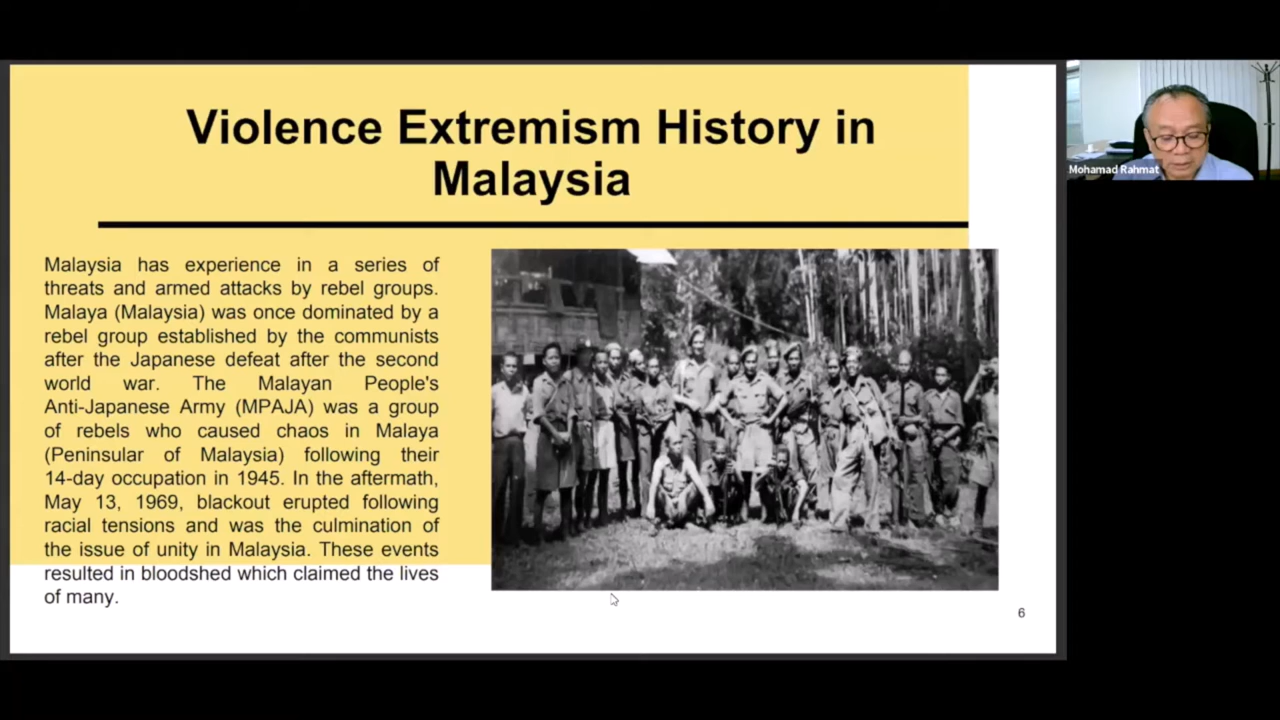 Violence Extremism History in
Malaysia
Mohamad Rahmat
Malaysia has experience in a series of
threats and armed attacks by rebel groups.
Malaya (Malaysia) was once dominated by a
rebel group established by the communists
after the Japanese defeat after the second
world war. The Malayan People's
Anti-Japanese Army (MPAJA) was a group
of rebels who caused chaos in Malaya
(Peninsular of Malaysia) following their
14-day occupation in 1945. In the aftermath,
May 13, 1969, blackout erupted following
racial tensions and was the culmination of
the issue of unity in Malaysia. These events
resulted in bloodshed which claimed the lives
of many.
6